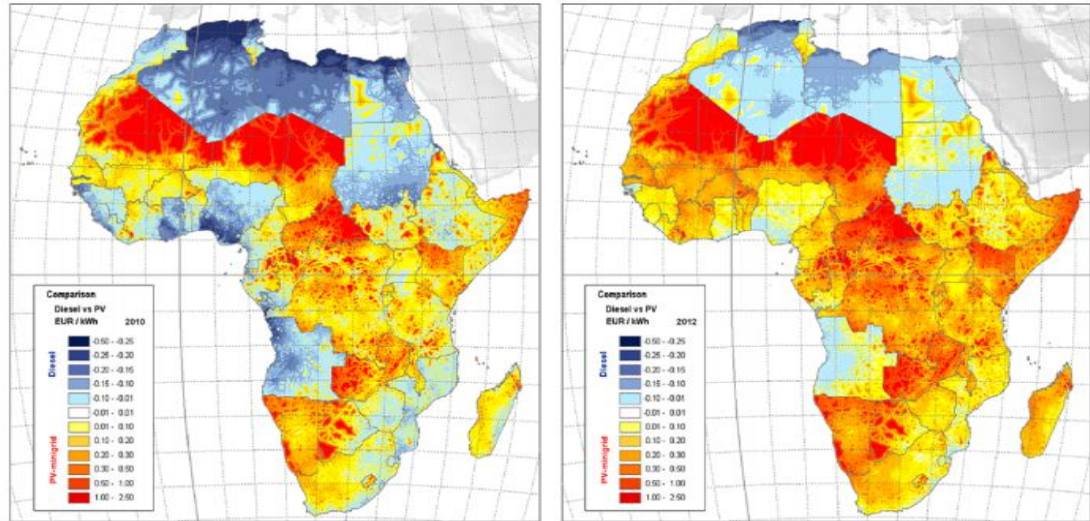 Comparison
Diesel vs PV
EUR / kWh 2010
Diesel
PV-minigrid
-0.50 - -0.25
-0.25 - -0.20
-0.20 - -0.15
-0.15 - -0.10
-0.10 - -0.01
-0.01 - 0.01
0.01 - 0.10
0.10 - 0.20
0.20 - 0.30
0.30 - 0.50
0.50 - 1.00
1.00 - 2.50
Comparison
Diesel vs PV
EUR / kWh 2012
Diesel
PV-minigrid
-0.50 - -0.25
-0.25 - -0.20
-0.20 - -0.15
-0.15 - -0.10
-0.10 - -0.01
-0.01 - 0.01
0.01 - 0.10
0.10 - 0.20
0.20 - 0.30
0.30 - 0.50
0.50 - 1.00
1.00 - 2.50